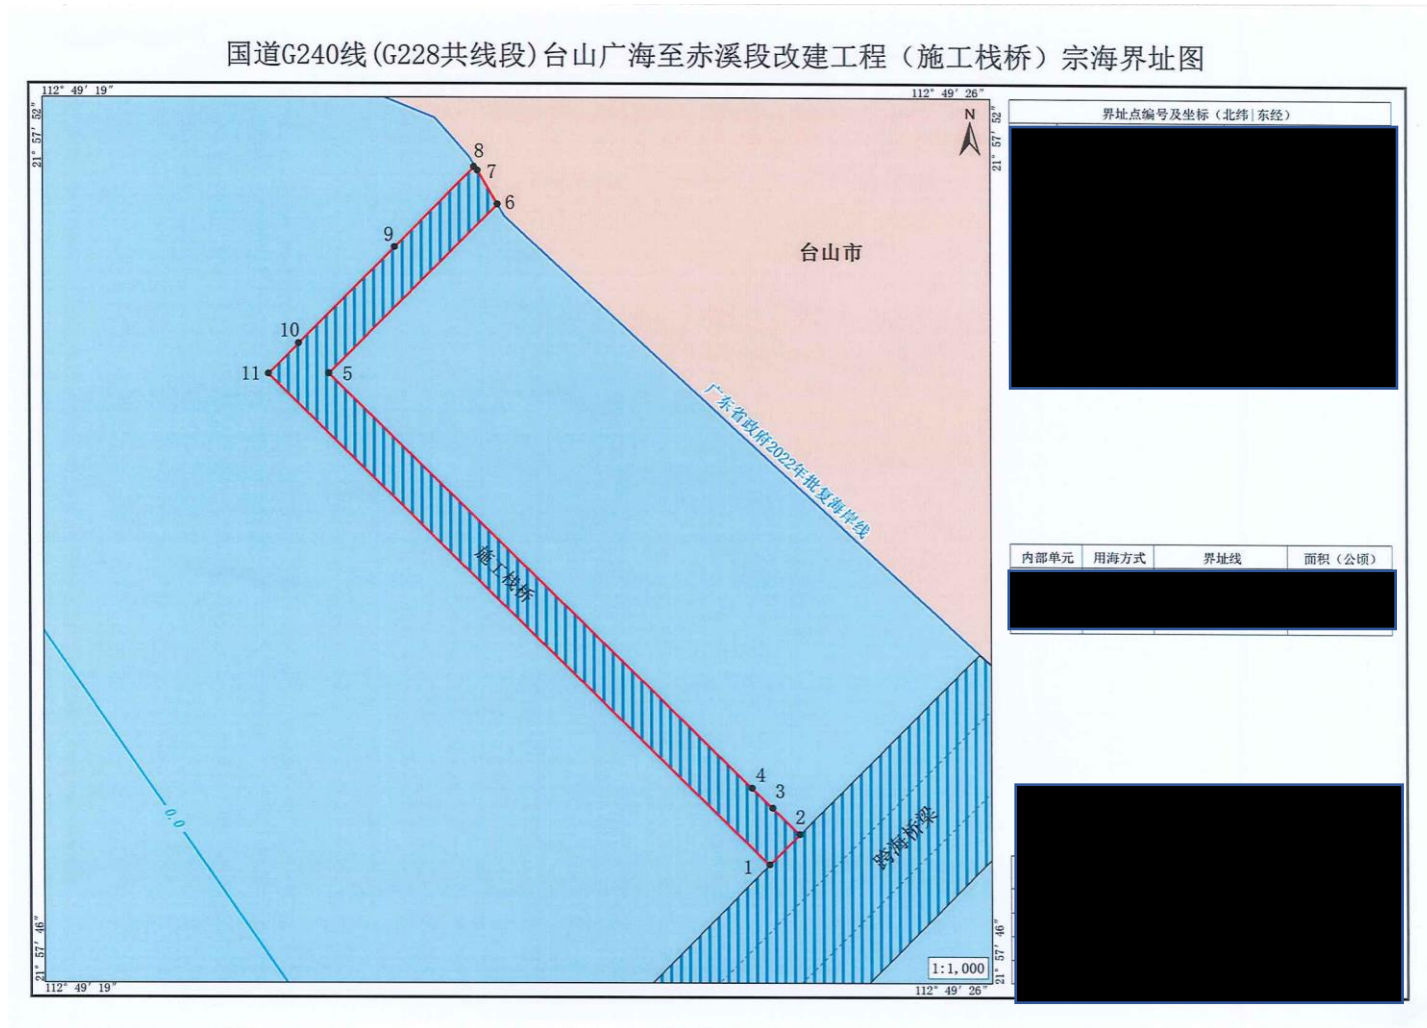 国道G240线(G228共线段)台山广海至赤溪段改建工程（施工栈桥）宗海界址图
112° 49′ 19″
112° 49′ 26″
21° 57′ 52″
21° 57′ 52″
N
界址点编号及坐标（北纬|东经）
8
7
6
9
台山市
10
11
5
广东省政府2022年批复海岸线
施工栈桥
内部单元 用海方式 界址线 面积（公顷）
4
3
2
1
0.0
跨海桥梁
21° 57′ 46″
21° 57′ 46″
1:1,000
112° 49′ 19″
112° 49′ 26″